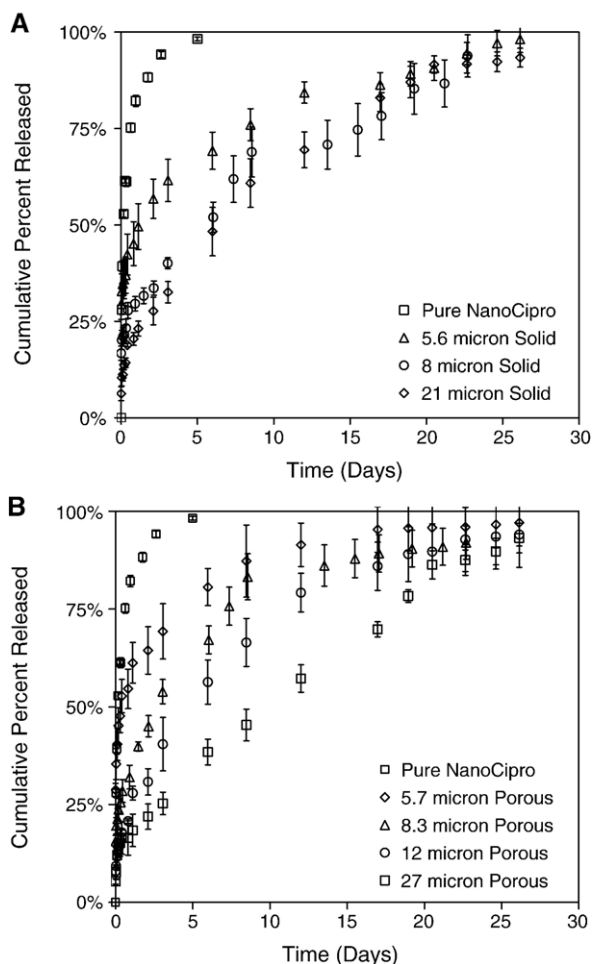 A
100%
75%
50%
25%
0%
Cumulative Percent Released
Pure NanoCipro
5.6 micron Solid
8 micron Solid
21 micron Solid
0 5 10 15 20 25 30
Time (Days)
B
100%
75%
50%
25%
0%
Cumulative Percent Released
Pure NanoCipro
5.7 micron Porous
8.3 micron Porous
12 micron Porous
27 micron Porous
0 5 10 15 20 25 30
Time (Days)